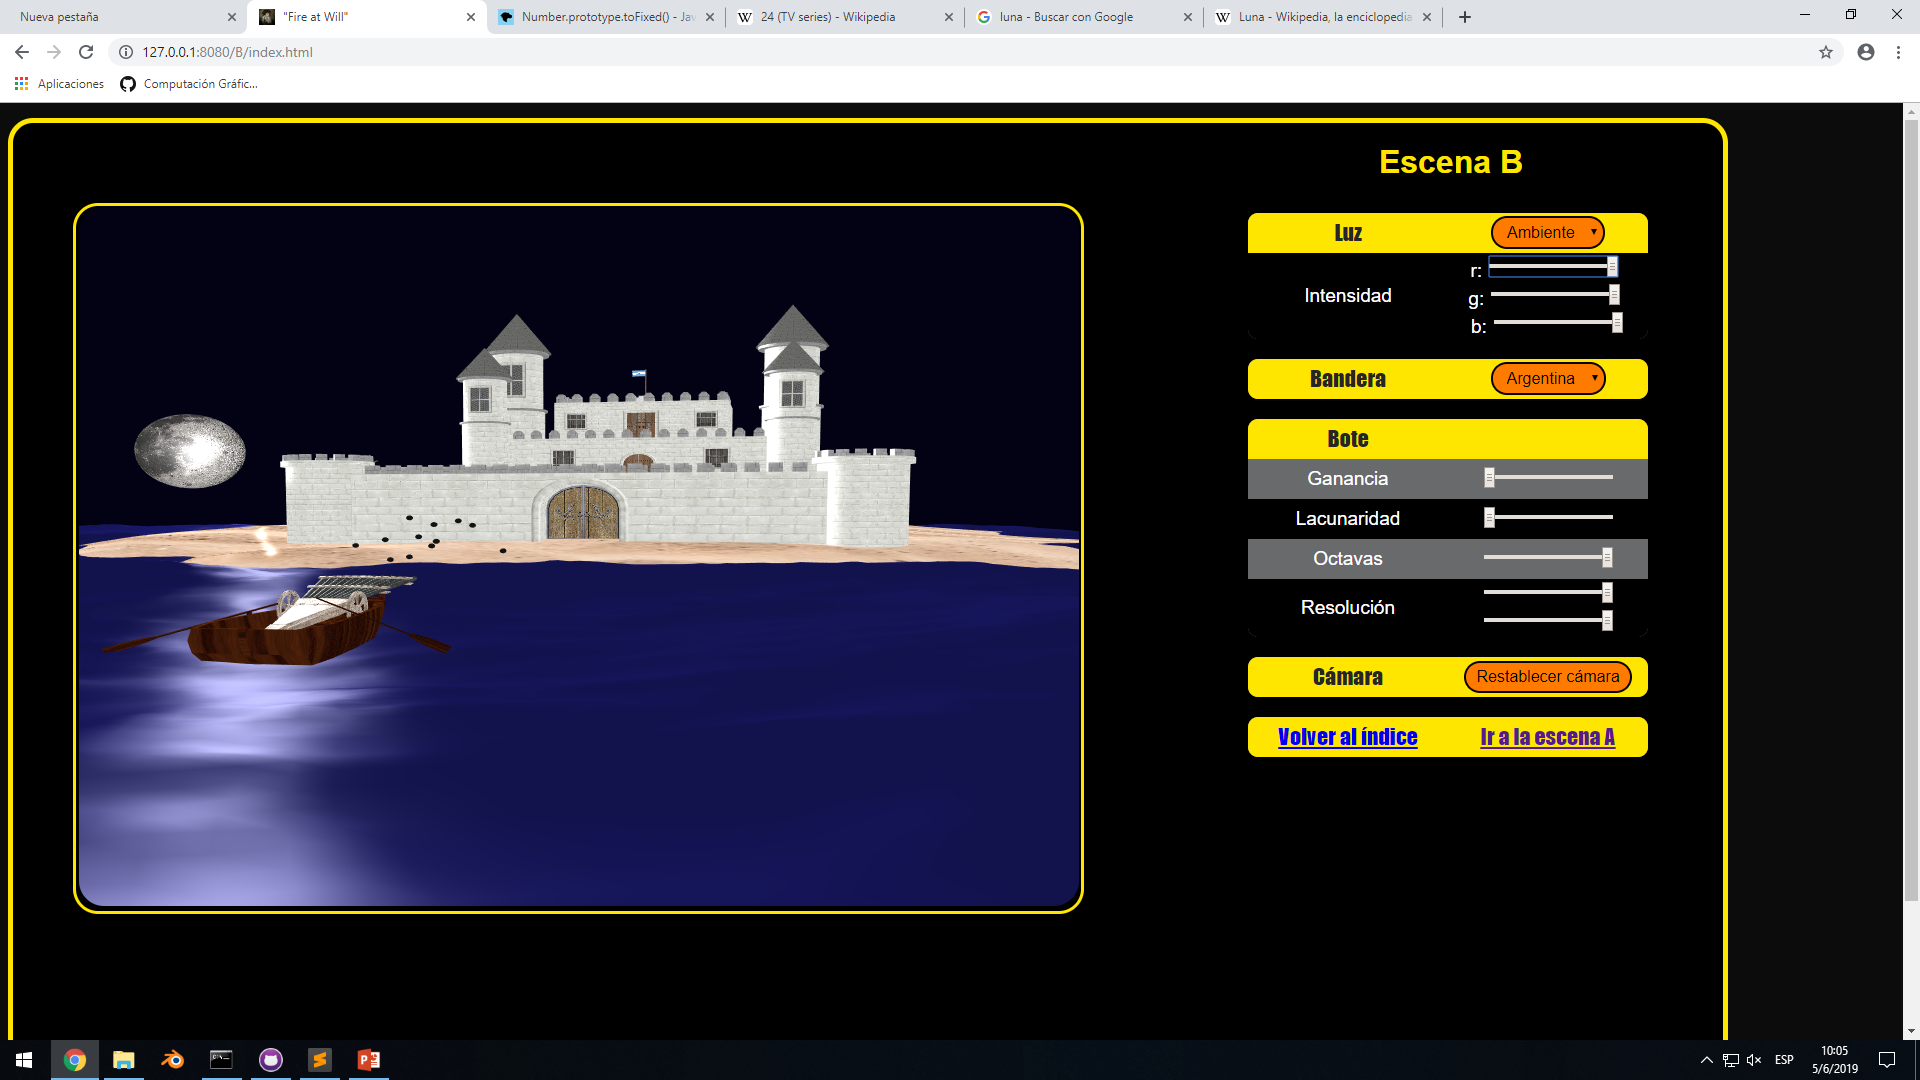 Nueva pestaña
"Fire at Will"
Number.prototype.toFixed() - Jav
24 (TV series) - Wikipedia
luna - Buscar con Google
Luna - Wikipedia, la enciclopedia
127.0.0.1:8080/B/index.html
Aplicaciones
Computación Gráfic...
Escena B
Luz
Ambiente
Intensidad
r:
g:
b:
Bandera
Argentina
Bote
Ganancia
Lacunaridad
Octavas
Resolución
Cámara
Restablecer cámara
Volver al índice
Ir a la escena A
ESP
10:05
5/6/2019